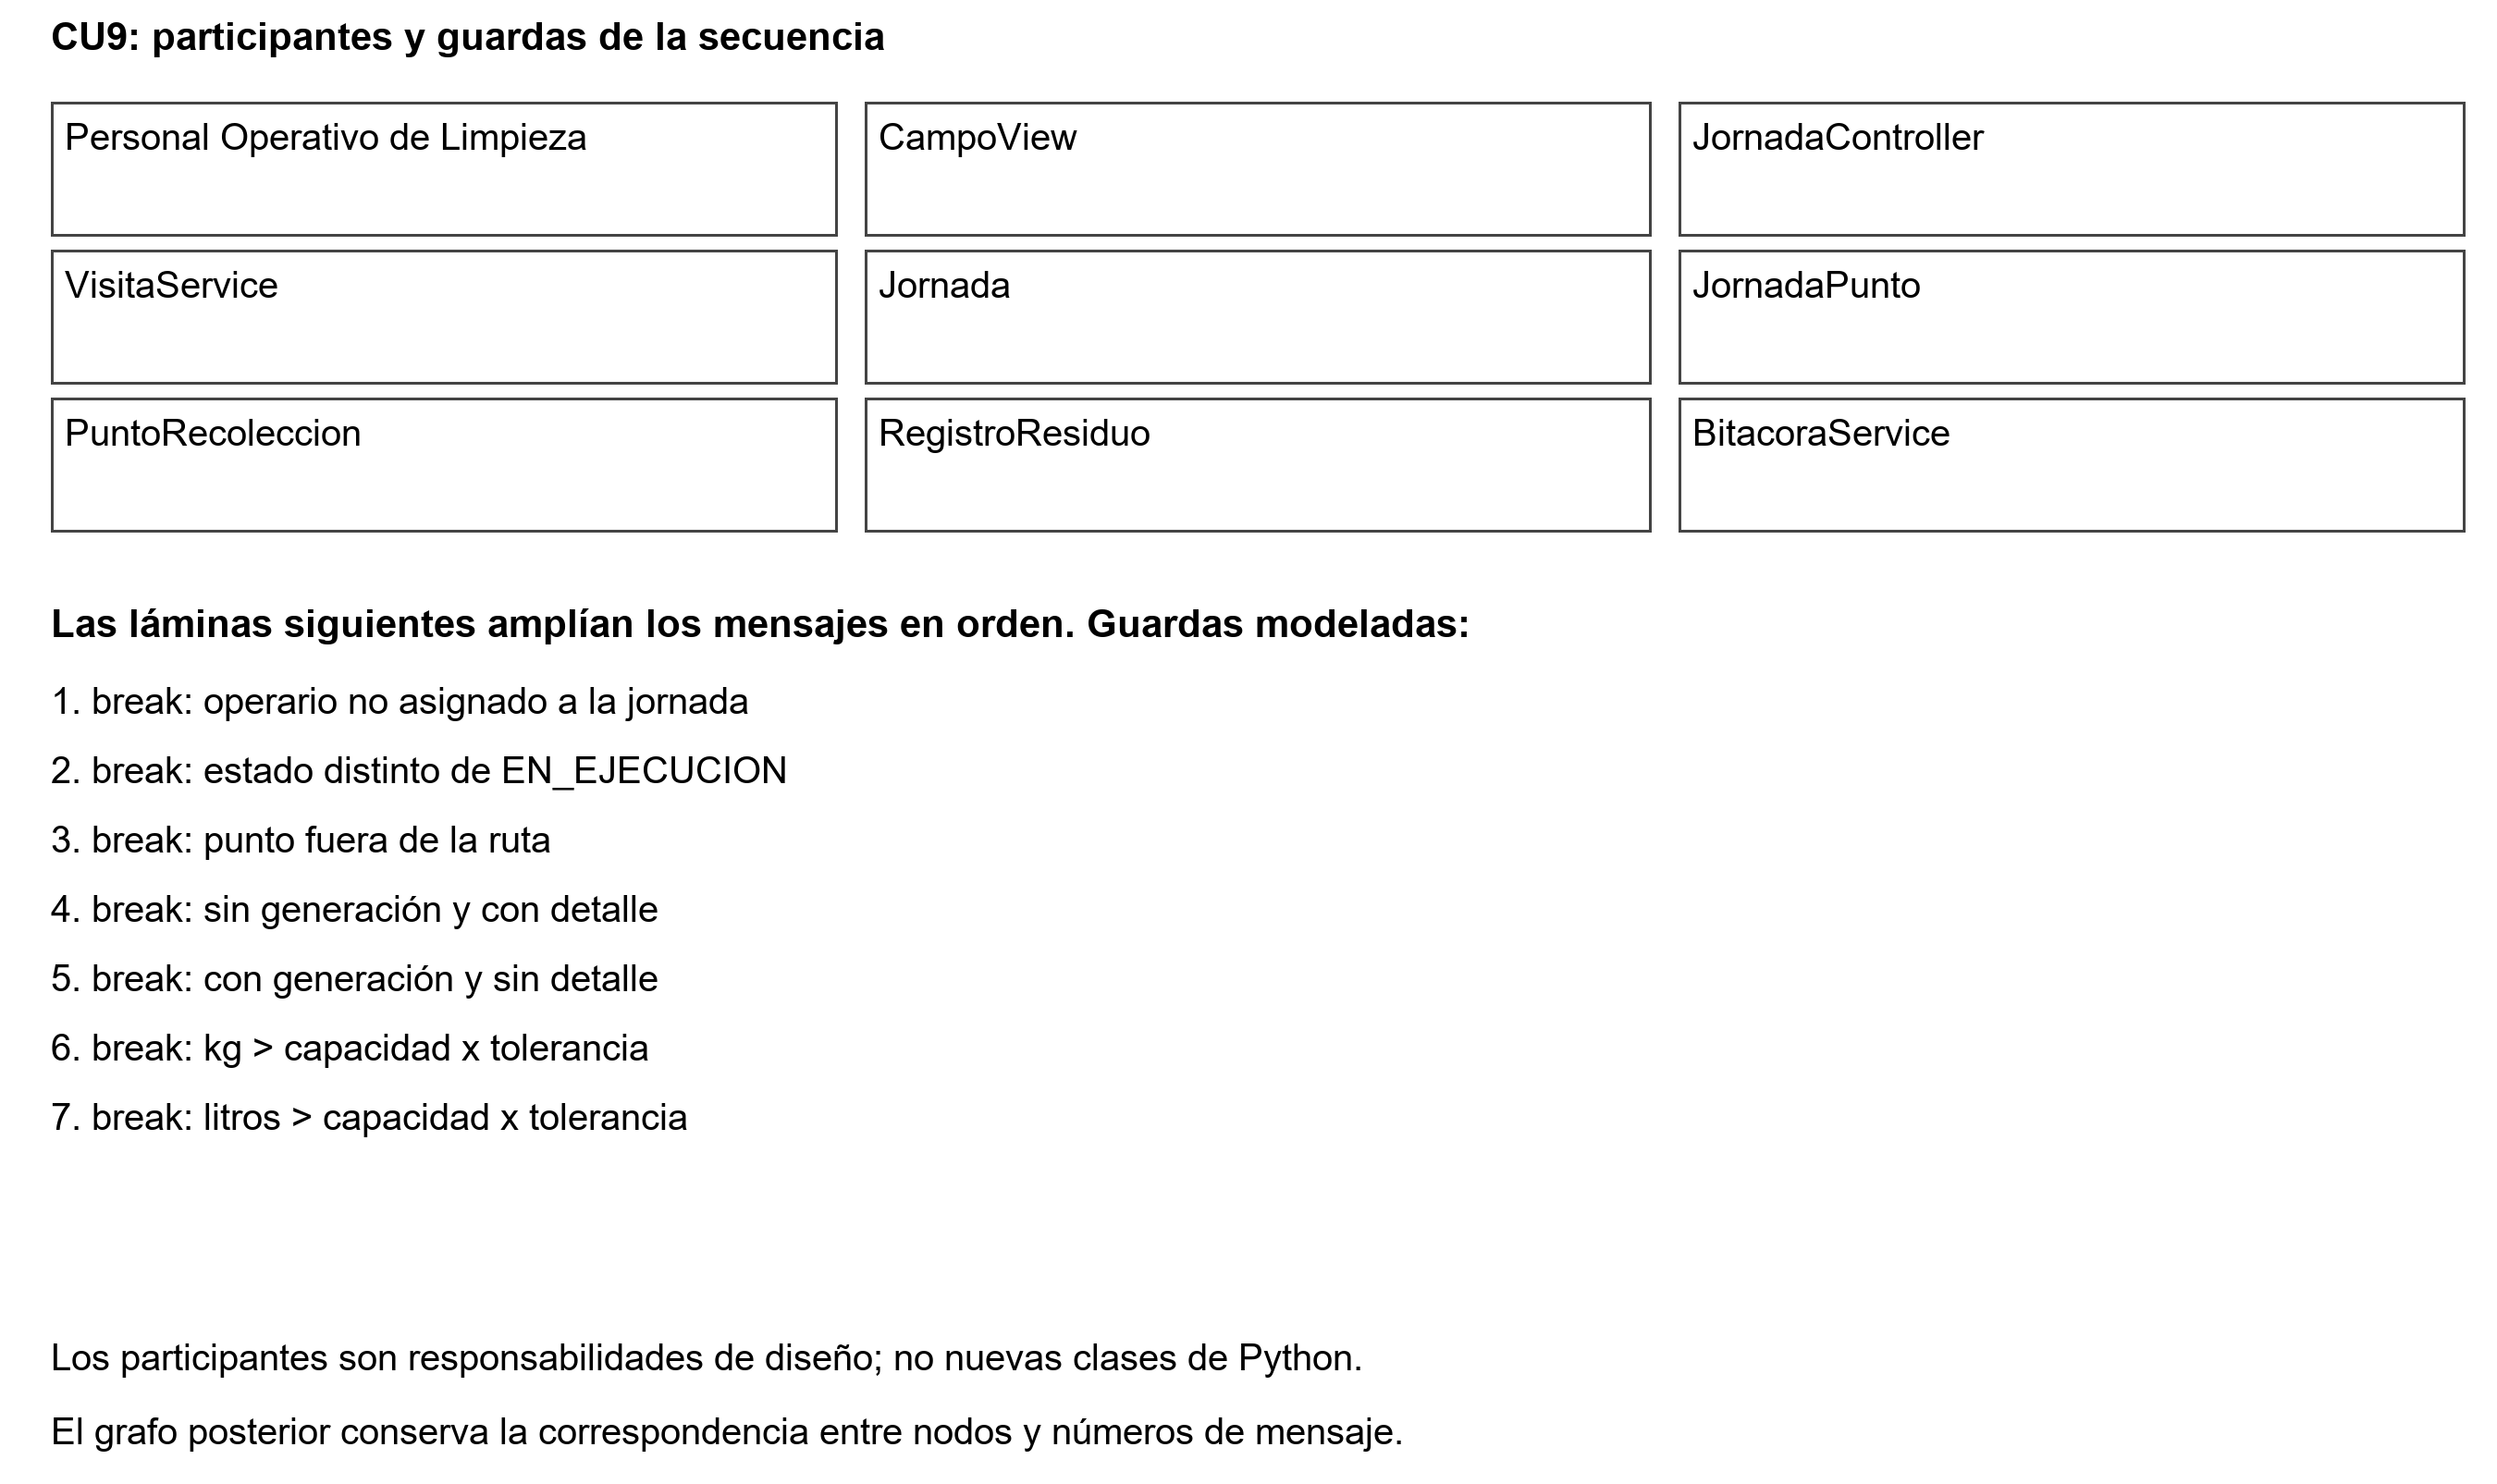 CU9: participantes y guardas de la secuencia
Personal Operativo de Limpieza
CampoView
JornadaController
VisitaService
Jornada
JornadaPunto
PuntoRecoleccion
RegistroResiduo
BitacoraService
Las láminas siguientes amplían los mensajes en orden. Guardas modeladas:
1. break: operario no asignado a la jornada
2. break: estado distinto de EN_EJECUCION
3. break: punto fuera de la ruta
4. break: sin generación y con detalle
5. break: con generación y sin detalle
6. break: kg > capacidad x tolerancia
7. break: litros > capacidad x tolerancia
Los participantes son responsabilidades de diseño; no nuevas clases de Python.
El grafo posterior conserva la correspondencia entre nodos y números de mensaje.